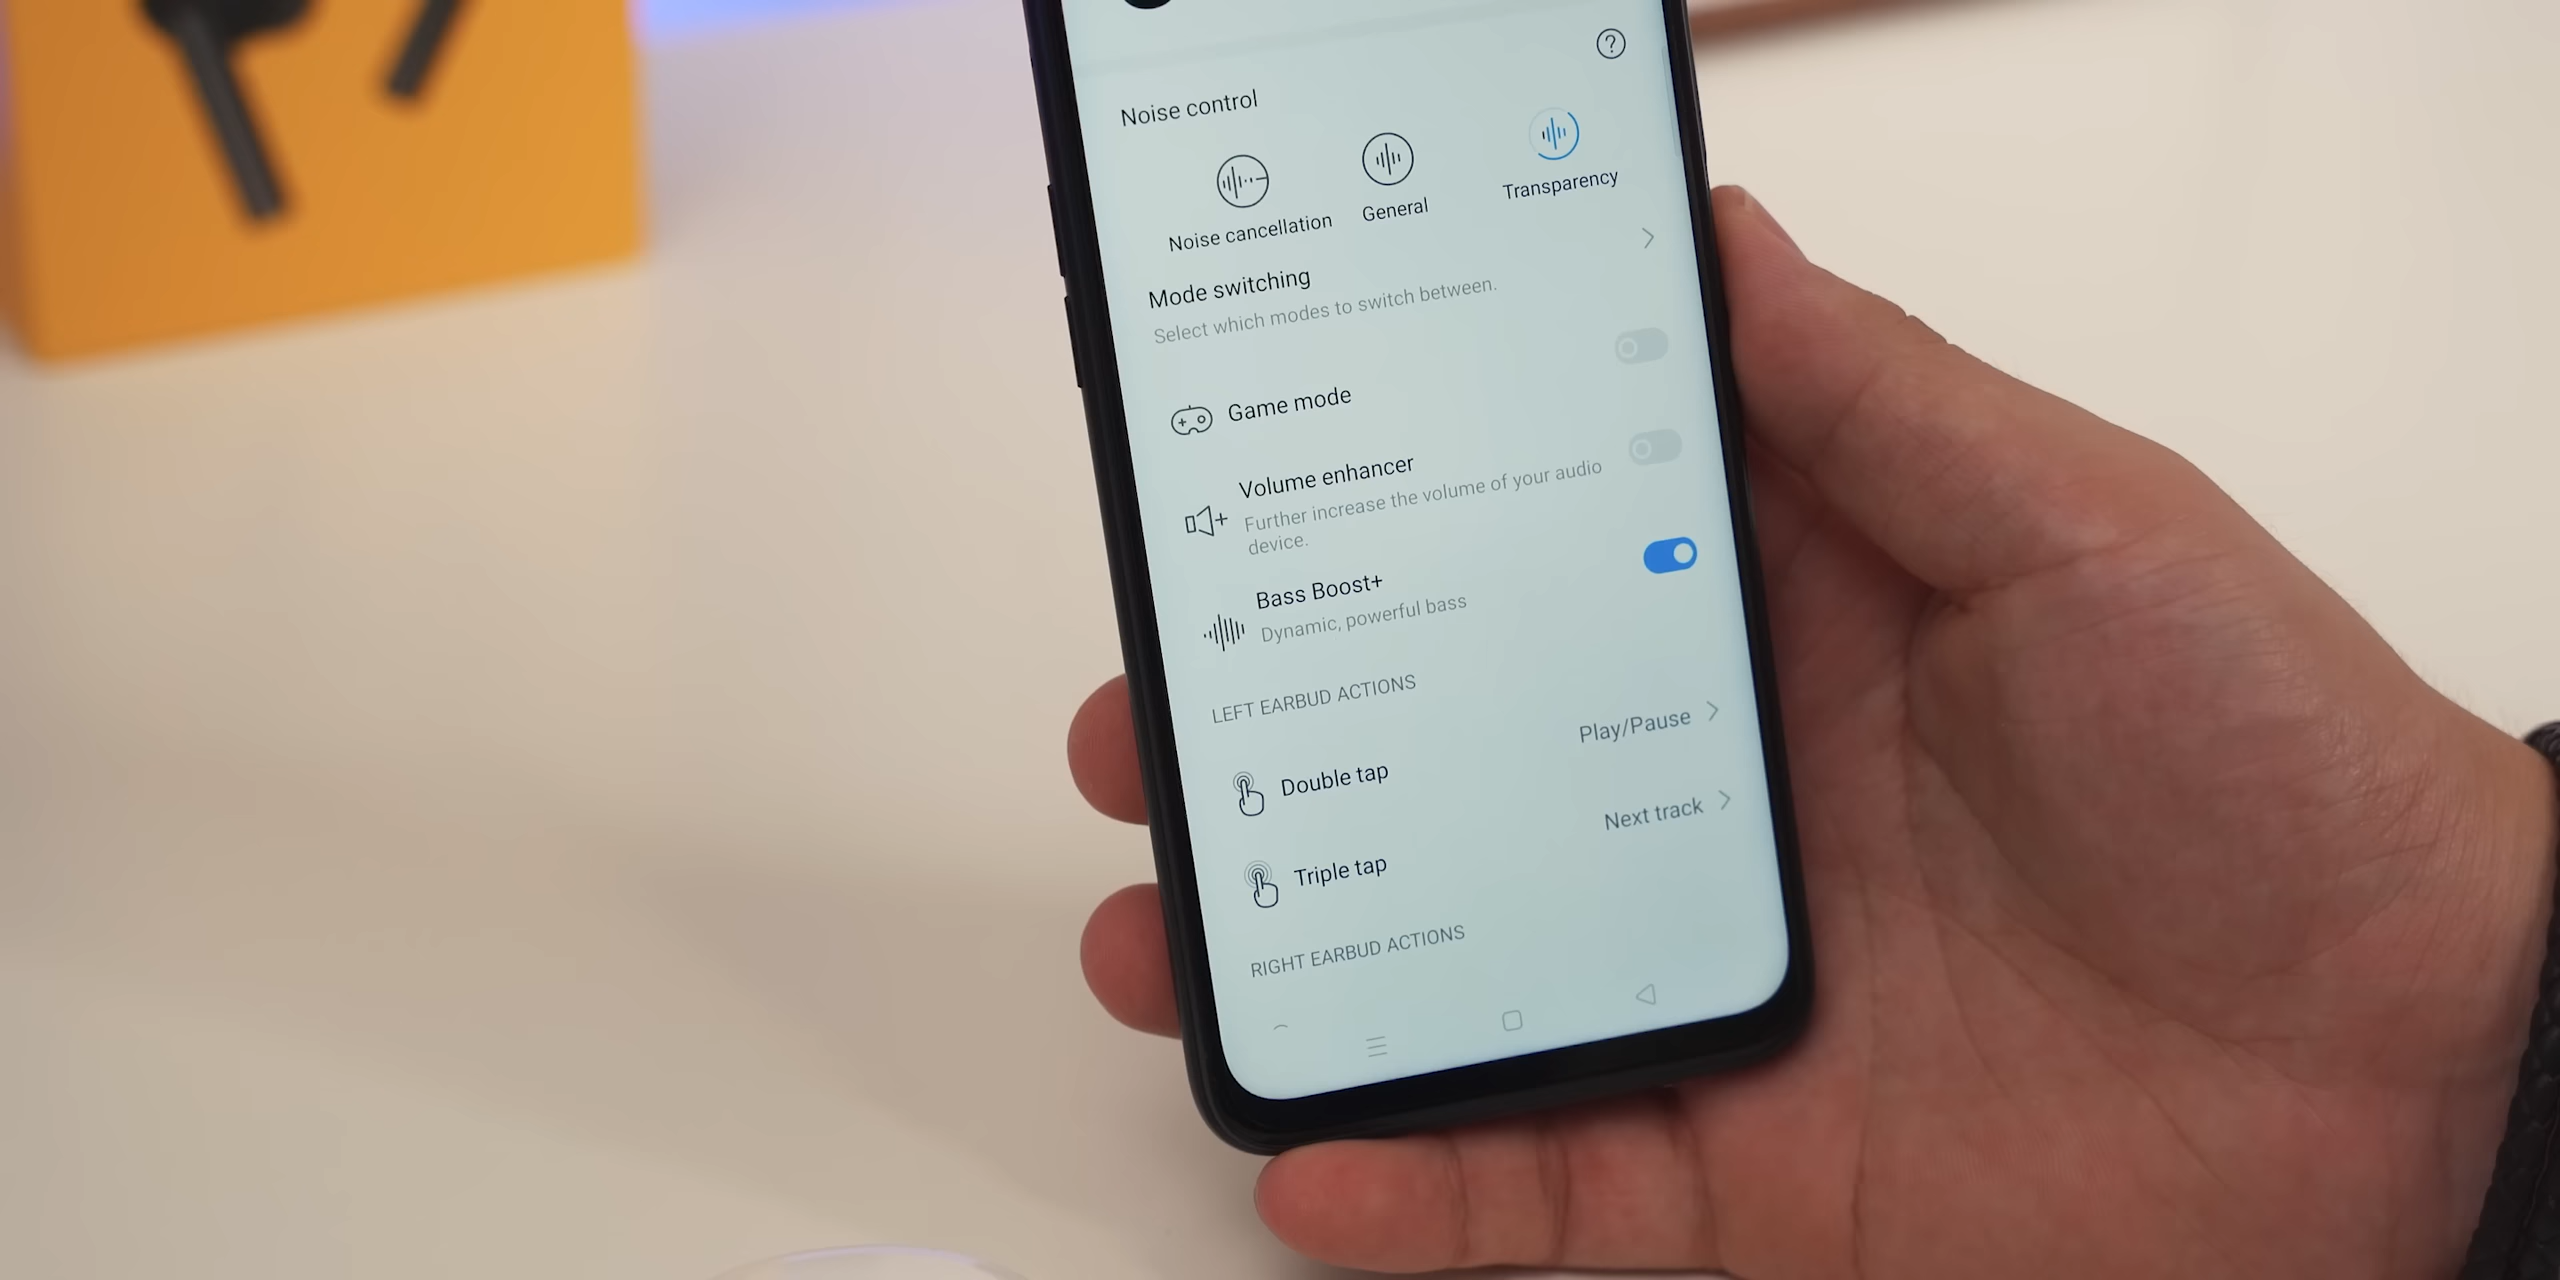 Noise control
Noise cancellation
General
Transparency
Mode switching
Select which modes to switch between.
Game mode
Volume enhancer
Further increase the volume of your audio
device.
Bass Boost+
Dynamic, powerful bass
LEFT EARBUD ACTIONS
Double tap
Play/Pause
Triple tap
Next track
RIGHT EARBUD ACTIONS